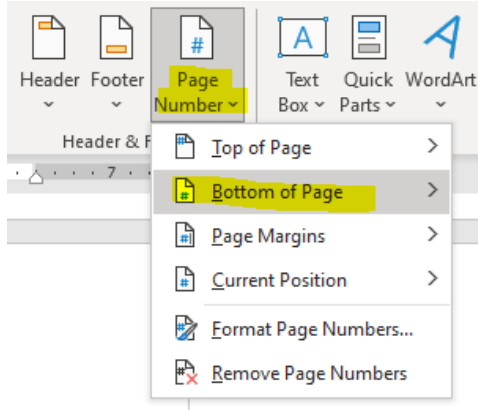 Header Footer Page Number Text Box Quick Parts WordArt
Header & F
7
Top of Page
Bottom of Page
Page Margins
Current Position
Format Page Numbers...
Remove Page Numbers